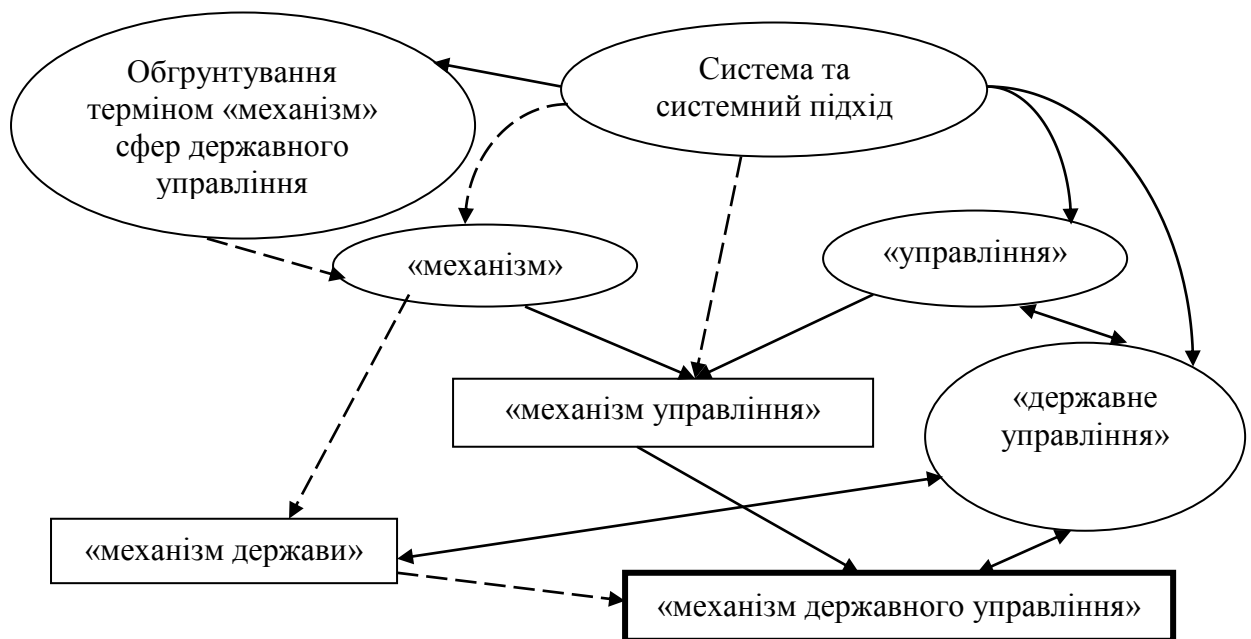 Обгрунтування
терміном «механізм»
сфер державного
управління
Система та
системний підхід
«механізм»
«управління»
«механізм управління»
«державне
управління»
«механізм держави»
«механізм державного управління»